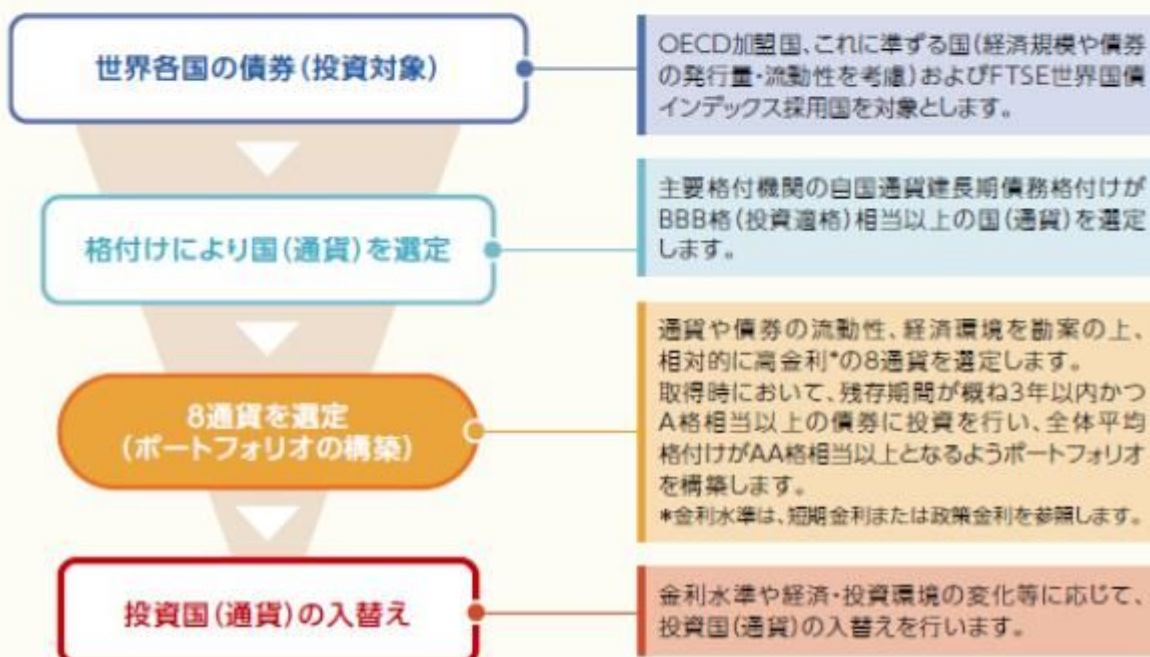 世界各国の債券(投資対象)
OECD加盟国、これに準ずる国(経済規模や債券
の発行量・流動性を考慮)およびFTSE世界国債
インデックス採用国を対象とします。
格付けにより国(通貨)を選定
主要格付機関の自国通貨建長期債務格付けが
BBB格(投資適格)相当以上の国(通貨)を選定
します。
8通貨を選定
(ポートフォリオの構築)
通貨や債券の流動性、経済環境を勘案の上、
相対的に高金利*の8通貨を選定します。
取得時において、残存期間が概ね3年以内かつ
A格相当以上の債券に投資を行い、全体平均
格付けがAA格相当以上となるようポートフォリオ
を構築します。
*金利水準は、短期金利または政策金利を参照します。
投資国(通貨)の入替え
金利水準や経済・投資環境の変化等に応じて、
投資国(通貨)の入替えを行います。